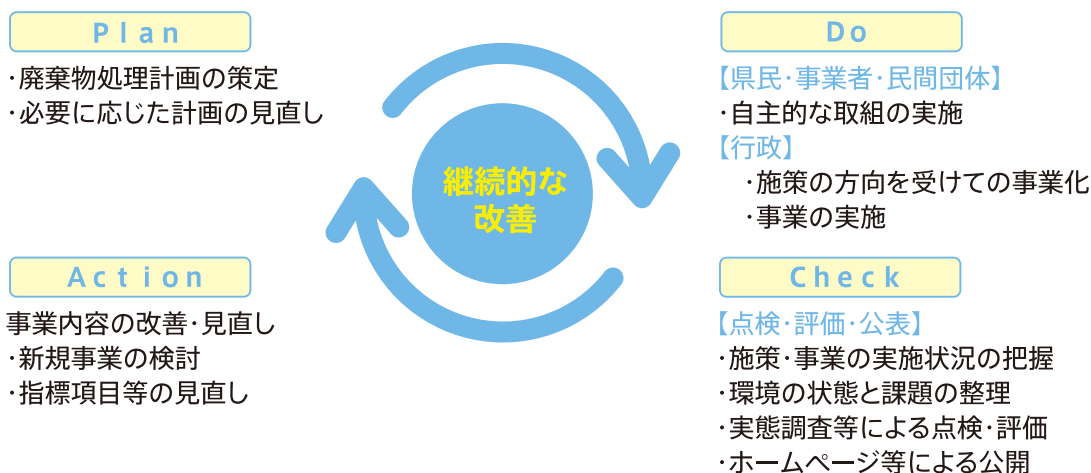 Plan
・廃棄物処理計画の策定
・必要に応じた計画の見直し
Do
【県民・事業者・民間団体】
・自主的な取組の実施
【行政】
・施策の方向を受けての事業化
・事業の実施
継続的な
改善
Action
事業内容の改善・見直し
・新規事業の検討
・指標項目等の見直し
Check
【点検・評価・公表】
・施策・事業の実施状況の把握
・環境の状態と課題の整理
・実態調査等による点検・評価
・ホームページ等による公開